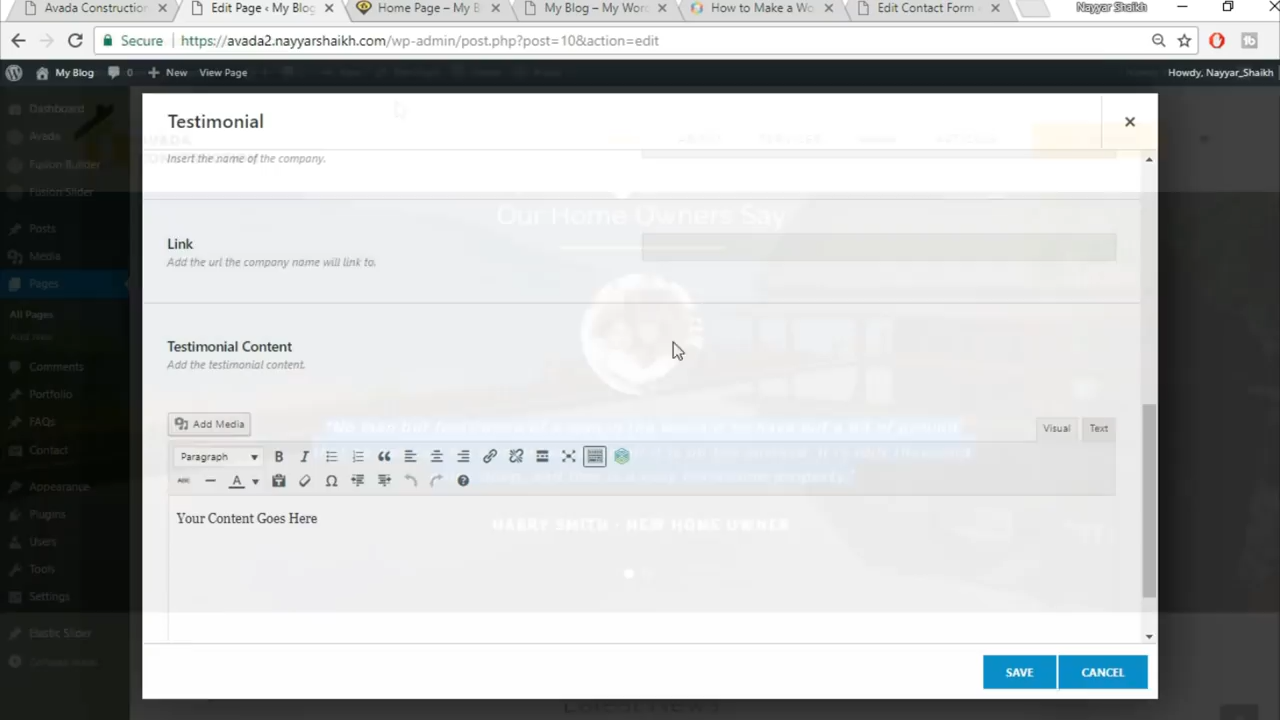 Avada Construction
Edit Page ‹ My Blog
Home Page – My B
My Blog – My Wor
How to Make a Wo
Edit Contact Form
Nayyar Shaikh
Secure
https://avada2.nayyarshaikh.com/wp-admin/post.php?post=10&action=edit
My Blog
0
New
View Page
Howdy, Nayyar_Shaikh
Dashboard
Avada
Fusion Builder
Fusion Slider
Posts
Media
Pages
All Pages
Add New
Comments
Portfolio
FAQs
Contact
Appearance
Plugins
Users
Tools
Settings
Elastic Slider
Testimonial
Insert the name of the company.
Our Home Owners Say
Link
Add the url the company name will link to.
Testimonial Content
Add the testimonial content.
Add Media
Visual
Text
Paragraph
B
I
ABC
A
Your Content Goes Here
HARRY SMITH - NEW HOME OWNER
SAVE
CANCEL
Latest News